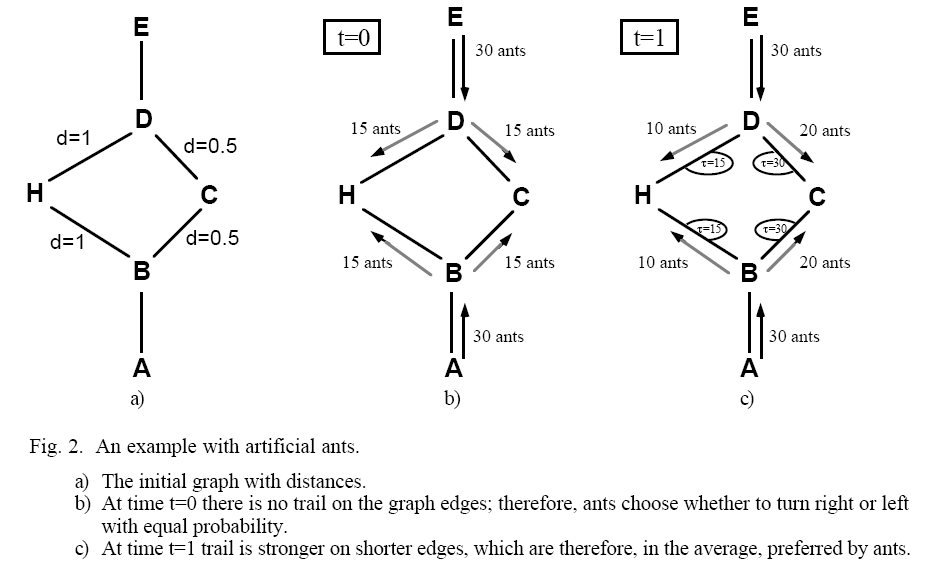 E
D
d=1
d=0.5
H
C
d=1
d=0.5
B
A
a)
t=0
E
30 ants
15 ants
D
15 ants
H
C
15 ants
B
15 ants
30 ants
A
b)
t=1
E
30 ants
10 ants
D
20 ants
τ=15
τ=30
H
C
τ=15
τ=30
10 ants
B
20 ants
30 ants
A
c)
Fig. 2. An example with artificial ants.
a) The initial graph with distances.
b) At time t=0 there is no trail on the graph edges; therefore, ants choose whether to turn right or left
with equal probability.
c) At time t=1 trail is stronger on shorter edges, which are therefore, in the average, preferred by ants.